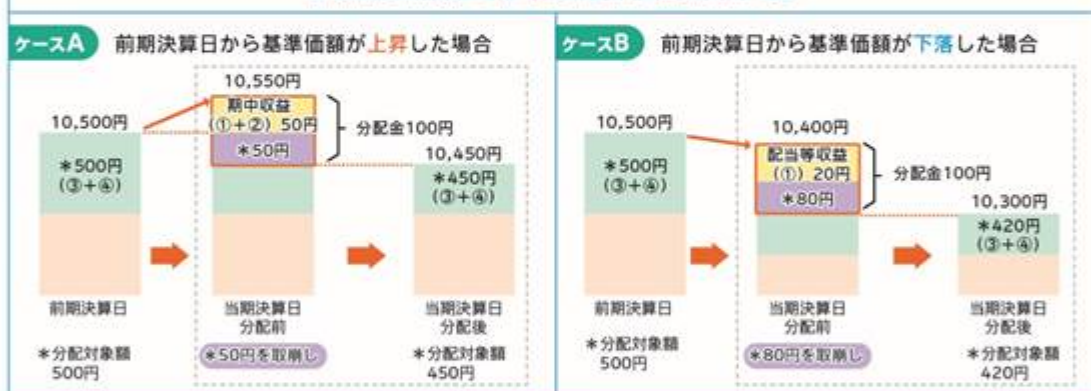 ケースA 前期決算日から基準価額が上昇した場合
10,550円
期中収益
(①+②) 50円
*50円
分配金100円
10,500円
*500円
(③+④)
10,450円
*450円
(③+④)
前期決算日
当期決算日
分配前
当期決算日
分配後
*分配対象額
500円
*50円を取崩し
*分配対象額
450円
ケースB 前期決算日から基準価額が下落した場合
10,500円
*500円
(③+④)
10,400円
配当等収益
(①) 20円
*80円
分配金100円
10,300円
*420円
(③+④)
前期決算日
当期決算日
分配前
当期決算日
分配後
*分配対象額
500円
*80円を取崩し
*分配対象額
420円